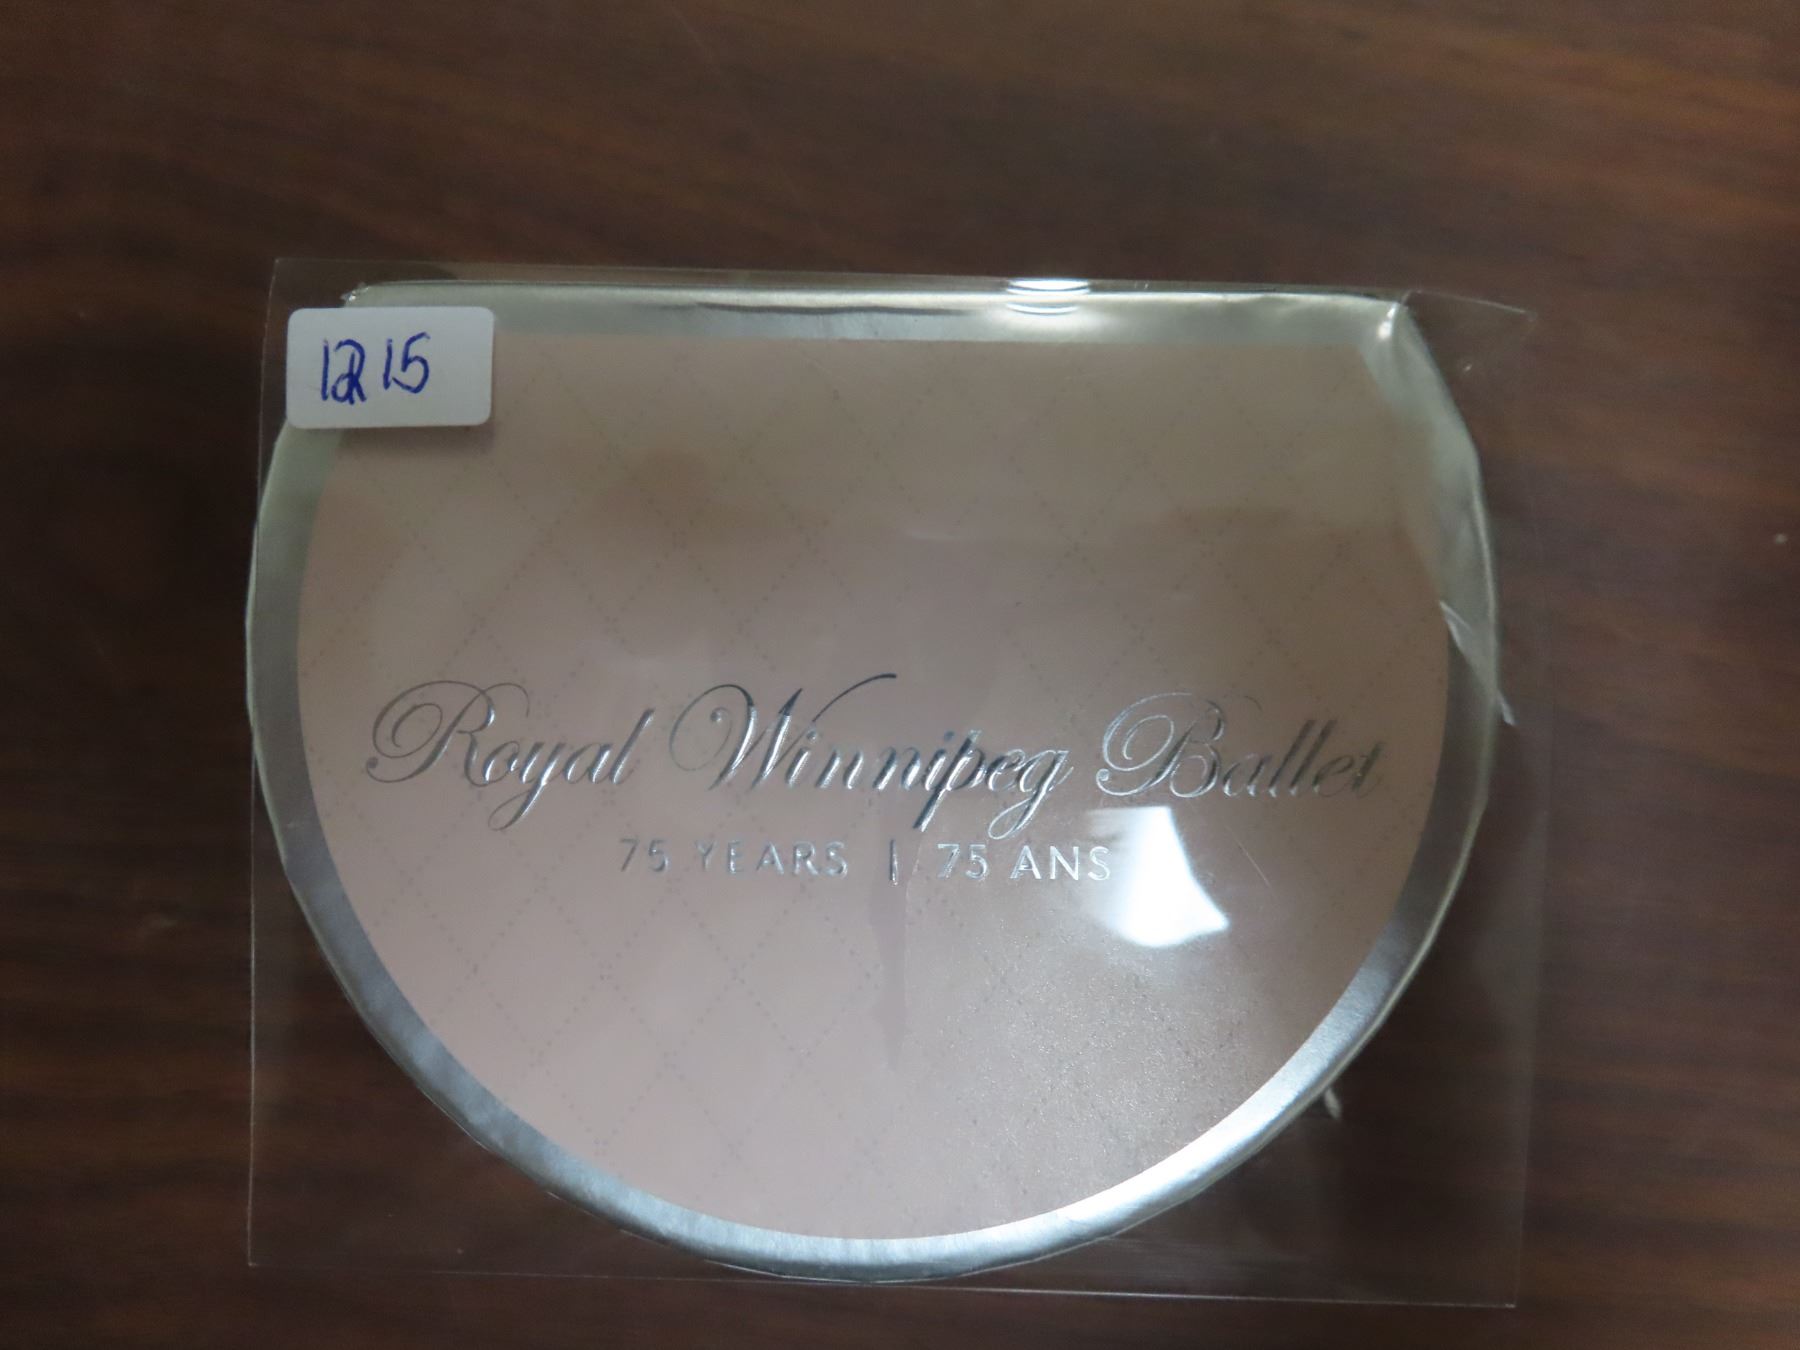 1215
Royal Winnipeg Ballet
75 YEARS | 75 ANS